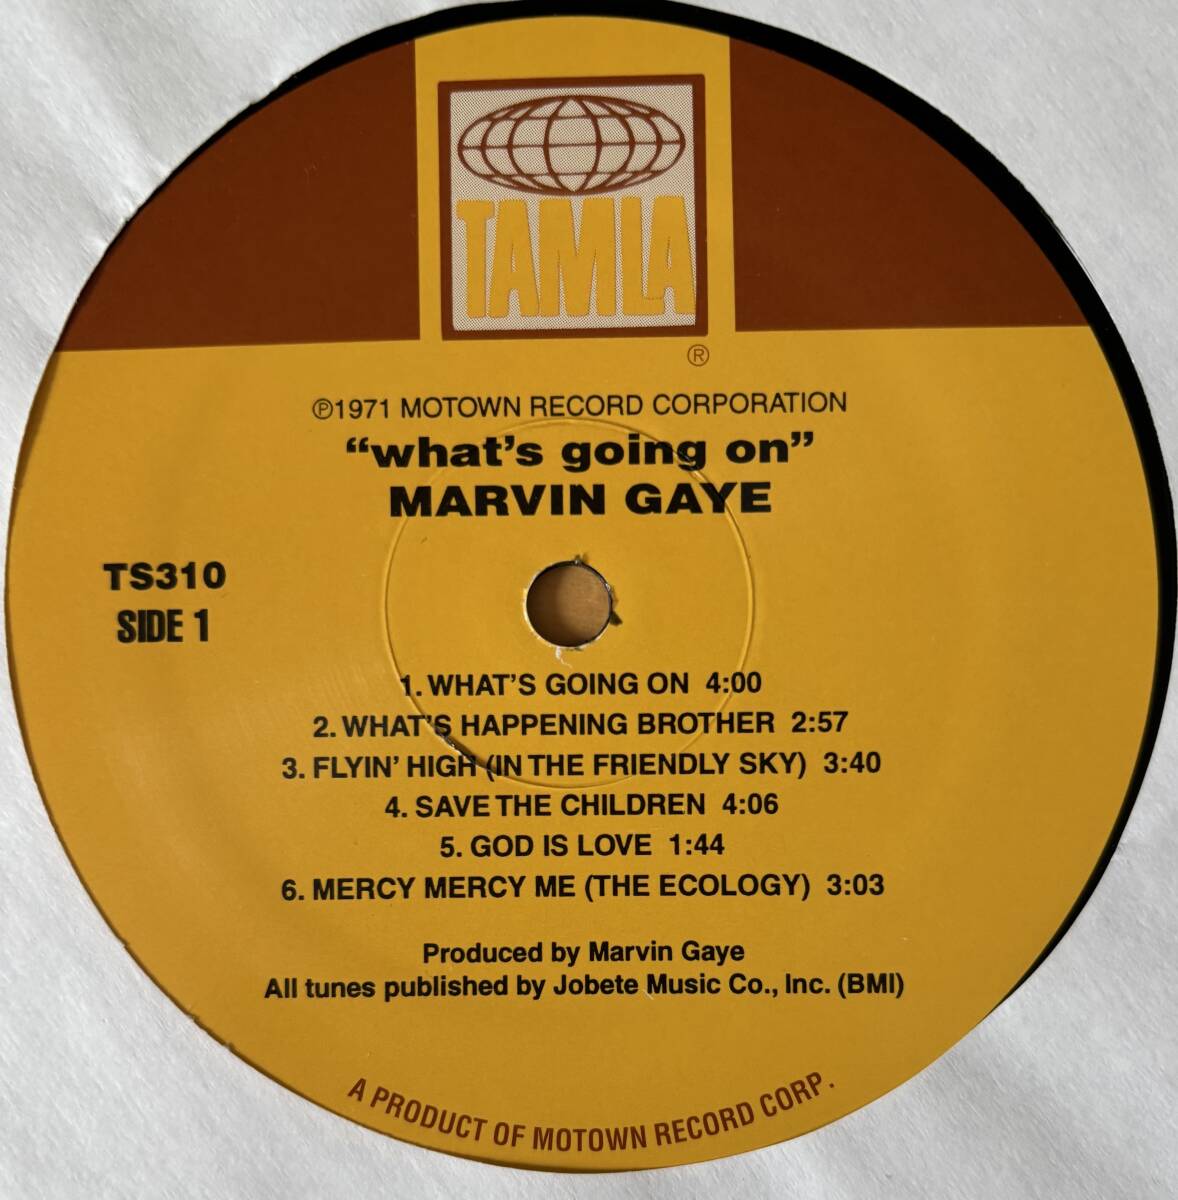 TAMLA
®
℗1971 MOTOWN RECORD CORPORATION
“what's going on”
MARVIN GAYE
TS310
SIDE 1
1. WHAT'S GOING ON 4:00
2. WHAT'S HAPPENING BROTHER 2:57
3. FLYIN' HIGH (IN THE FRIENDLY SKY) 3:40
4. SAVE THE CHILDREN 4:06
5. GOD IS LOVE 1:44
6. MERCY MERCY ME (THE ECOLOGY) 3:03
Produced by Marvin Gaye
All tunes published by Jobete Music Co., Inc. (BMI)
A PRODUCT OF MOTOWN RECORD CORP.